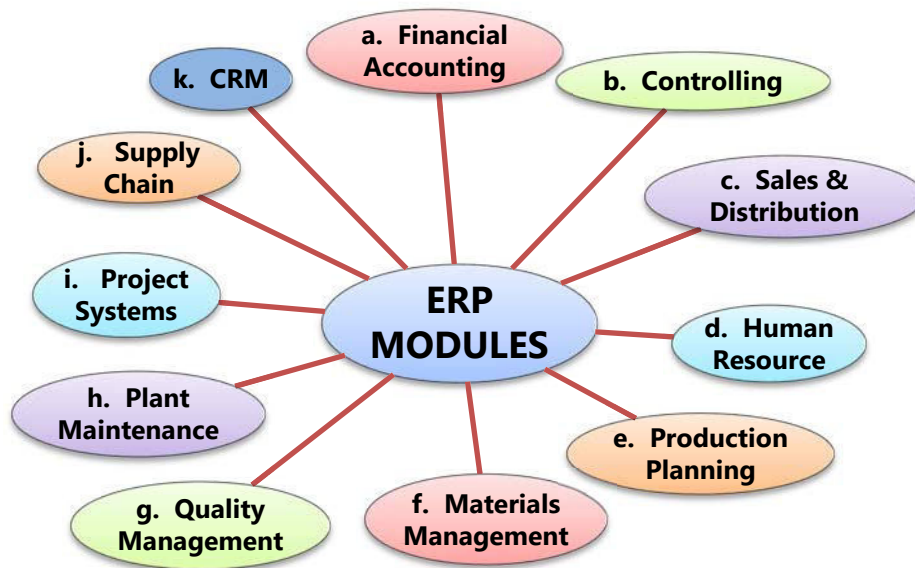 a. Financial
Accounting
b. Controlling
c. Sales &
Distribution
d. Human
Resource
e. Production
Planning
f. Materials
Management
g. Quality
Management
h. Plant
Maintenance
i. Project
Systems
j. Supply
Chain
k. CRM
ERP
MODULES